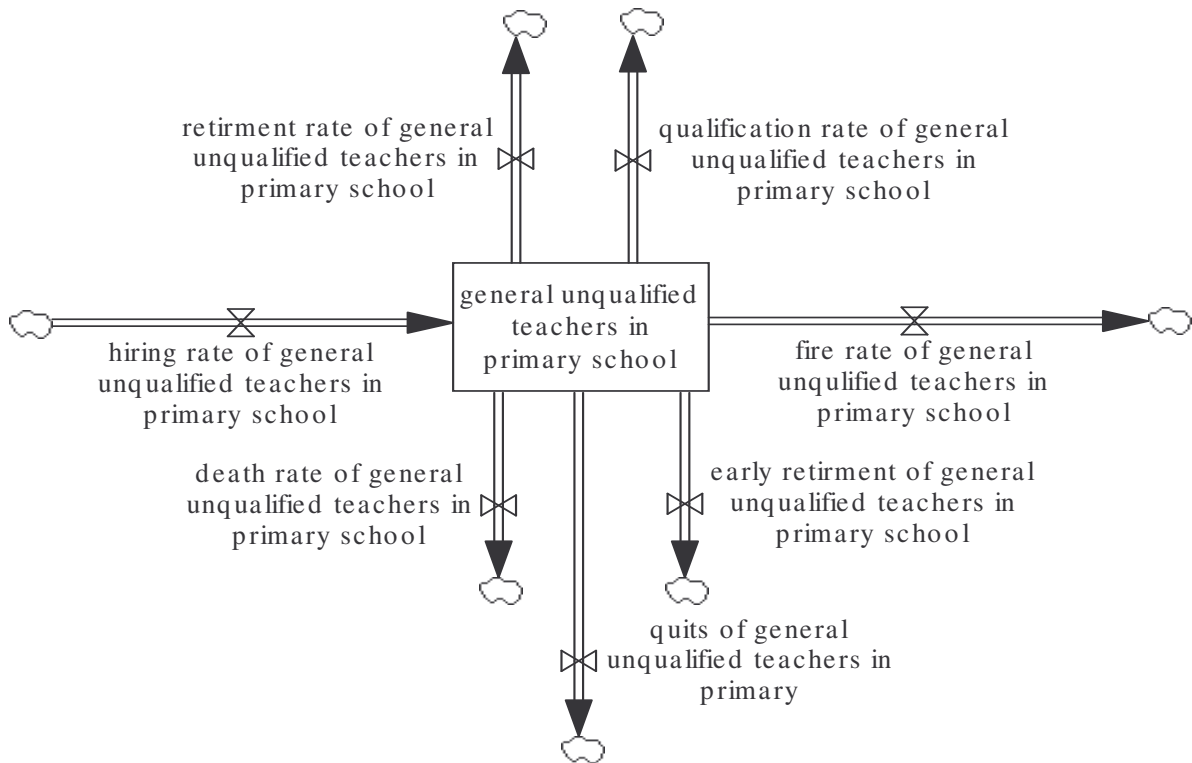 retirment rate of general
unqualified teachers in
primary school
qualification rate of general
unqualified teachers in
primary school
general unqualified
teachers in
primary school
hiring rate of general
unqualified teachers in
primary school
fire rate of general
unqulified teachers in
primary school
death rate of general
unqualified teachers in
primary school
early retirment of general
unqualified teachers in
primary school
quits of general
unqualified teachers in
primary